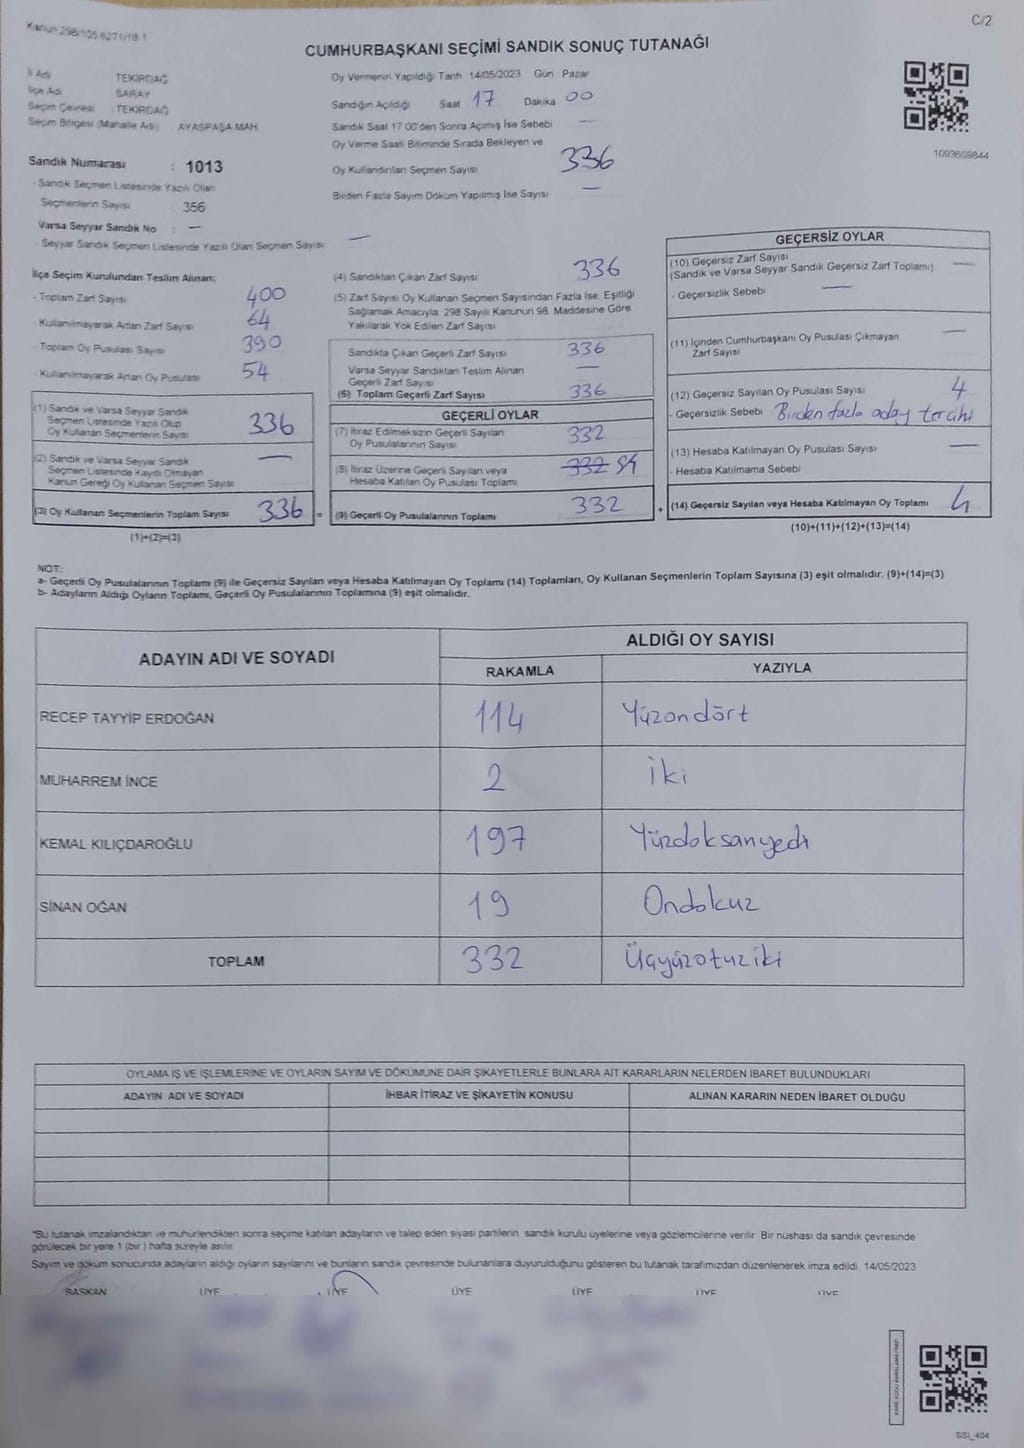 C/2
Kanun 298/105 6271/18-1
CUMHURBAŞKANI SEÇİMİ SANDIK SONUÇ TUTANAĞI
İl Adı TEKİRDAĞ
İlçe Adı SARAY
Seçim Çevresi : TEKİRDAĞ
Seçim Bölgesi (Mahalle Adı) AYASPAŞA MAH.
Sandık Numarası : 1013
- Sandık Seçmen Listesinde Yazılı Olan
Seçmenlerin Sayısı : 356
Varsa Seyyar Sandık No : —
- Seyyar Sandık Seçmen Listesinde Yazılı Olan Seçmen Sayısı —
Oy Vermenin Yapıldığı Tarih 14/05/2023 Gün Pazar
Sandığın Açıldığı Saat 17 Dakika 00
Sandık Saat 17.00'den Sonra Açılmış İse Sebebi —
Oy Verme Saati Bitiminde Sırada Bekleyen ve
Oy Kullandırılan Seçmen Sayısı 336
Birden Fazla Sayım Döküm Yapılmış İse Sayısı —
1093609844
İlçe Seçim Kurulundan Teslim Alınan:
- Toplam Zarf Sayısı 400
- Kullanılmayarak Artan Zarf Sayısı 64
- Toplam Oy Pusulası Sayısı 390
- Kullanılmayarak Artan Oy Pusulası 54
(1) Sandık ve Varsa Seyyar Sandık
Seçmen Listesinde Yazılı Olup
Oy Kullanan Seçmenlerin Sayısı 336
(2) Sandık ve Varsa Seyyar Sandık
Seçmen Listesinde Kayıtlı Olmayan
Kanun Gereği Oy Kullanan Seçmen Sayısı —
(3) Oy Kullanan Seçmenlerin Toplam Sayısı 336 =
(1)+(2)=(3)
(4) Sandıktan Çıkan Zarf Sayısı 336
(5) Zarf Sayısı Oy Kullanan Seçmen Sayısından Fazla İse, Eşitliği
Sağlamak Amacıyla, 298 Sayılı Kanunun 98. Maddesine Göre
Yakılarak Yok Edilen Zarf Sayısı
Sandıkta Çıkan Geçerli Zarf Sayısı 336
Varsa Seyyar Sandıktan Teslim Alınan
Geçerli Zarf Sayısı —
(6) Toplam Geçerli Zarf Sayısı 336
GEÇERLİ OYLAR
(7) İtiraz Edilmeksizin Geçerli Sayılan
Oy Pusulalarının Sayısı 332
(8) İtiraz Üzerine Geçerli Sayılan veya
Hesaba Katılan Oy Pusulası Toplamı 332
(9) Geçerli Oy Pusulalarının Toplamı 332 +
GEÇERSİZ OYLAR
(10) Geçersiz Zarf Sayısı —
(Sandık ve Varsa Seyyar Sandık Geçersiz Zarf Toplamı)
- Geçersizlik Sebebi —
(11) İçinden Cumhurbaşkanı Oy Pusulası Çıkmayan —
Zarf Sayısı
(12) Geçersiz Sayılan Oy Pusulası Sayısı 4
- Geçersizlik Sebebi Birden fazla aday tercihi
(13) Hesaba Katılmayan Oy Pusulası Sayısı —
- Hesaba Katılmama Sebebi
(14) Geçersiz Sayılan veya Hesaba Katılmayan Oy Toplamı 4
(10)+(11)+(12)+(13)=(14)
NOT:
a- Geçerli Oy Pusulalarının Toplamı (9) ile Geçersiz Sayılan veya Hesaba Katılmayan Oy Toplamı (14) Toplamları, Oy Kullanan Seçmenlerin Toplam Sayısına (3) eşit olmalıdır. (9)+(14)=(3)
b- Adayların Aldığı Oyların Toplamı, Geçerli Oy Pusulalarının Toplamına (9) eşit olmalıdır.
ADAYIN ADI VE SOYADI
ALDIĞI OY SAYISI
RAKAMLA YAZIYLA
RECEP TAYYİP ERDOĞAN 114 Yüzondört
MUHARREM İNCE 2 İki
KEMAL KILIÇDAROĞLU 197 Yüzdoksanyedi
SİNAN OĞAN 19 Ondokuz
TOPLAM 332 Üçyüzotuziki
OYLAMA İŞ VE İŞLEMLERİNE VE OYLARIN SAYIM VE DÖKÜMÜNE DAİR ŞİKAYETLERLE BUNLARA AİT KARARLARIN NELERDEN İBARET BULUNDUKLARI
ADAYIN ADI VE SOYADI İHBAR İTİRAZ VE ŞİKAYETİN KONUSU ALINAN KARARIN NEDEN İBARET OLDUĞU
*Bu tutanak imzalandıktan ve mühürlendikten sonra seçime katılan adayların ve talep eden siyasi partilerin sandık kurulu üyelerine veya gözlemcilerine verilir. Bir nüshası da sandık çevresinde
görülecek bir yere 1 (bir) hafta süreyle asılır.
Sayım ve döküm sonucunda adayların aldığı oyların sayılarını ve bunların sandık çevresinde bulunanlara duyurulduğunu gösteren bu tutanak tarafımızdan düzenlenerek imza edildi. 14/05/2023
BAŞKAN ÜYE ÜYE ÜYE ÜYE ÜYE ÜYE
SSI_404